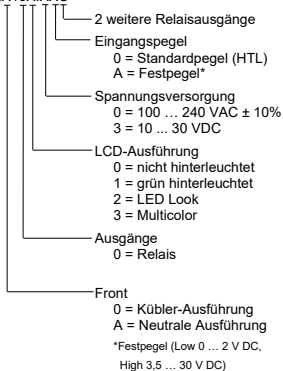 2 weitere Relaisausgänge
Eingangspegel
0 = Standardpegel (HTL)
A = Festpegel*
Spannungsversorgung
0 = 100 … 240 VAC ± 10%
3 = 10 ... 30 VDC
LCD-Ausführung
0 = nicht hinterleuchtet
1 = grün hinterleuchtet
2 = LED Look
3 = Multicolor
Ausgänge
0 = Relais
Front
0 = Kübler-Ausführung
A = Neutrale Ausführung
*Festpegel (Low 0 … 2 V DC,
High 3,5 … 30 V DC)